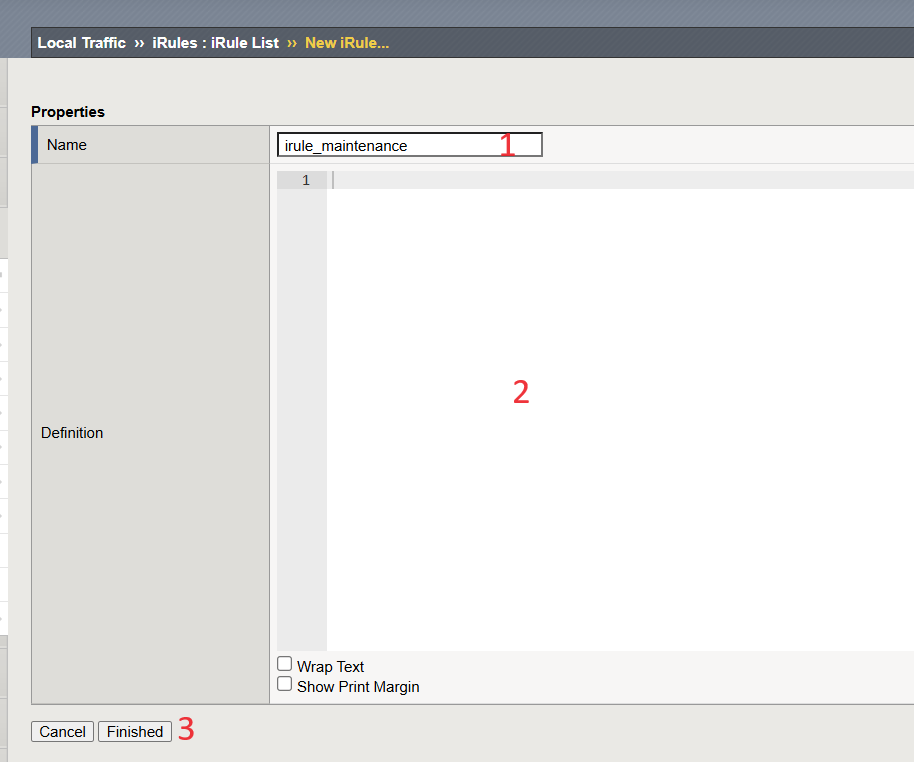 Local Traffic ›› iRules : iRule List ›› New iRule...
Properties
Name irule_maintenance 1
1
2
Definition
Wrap Text
Show Print Margin
Cancel Finished 3